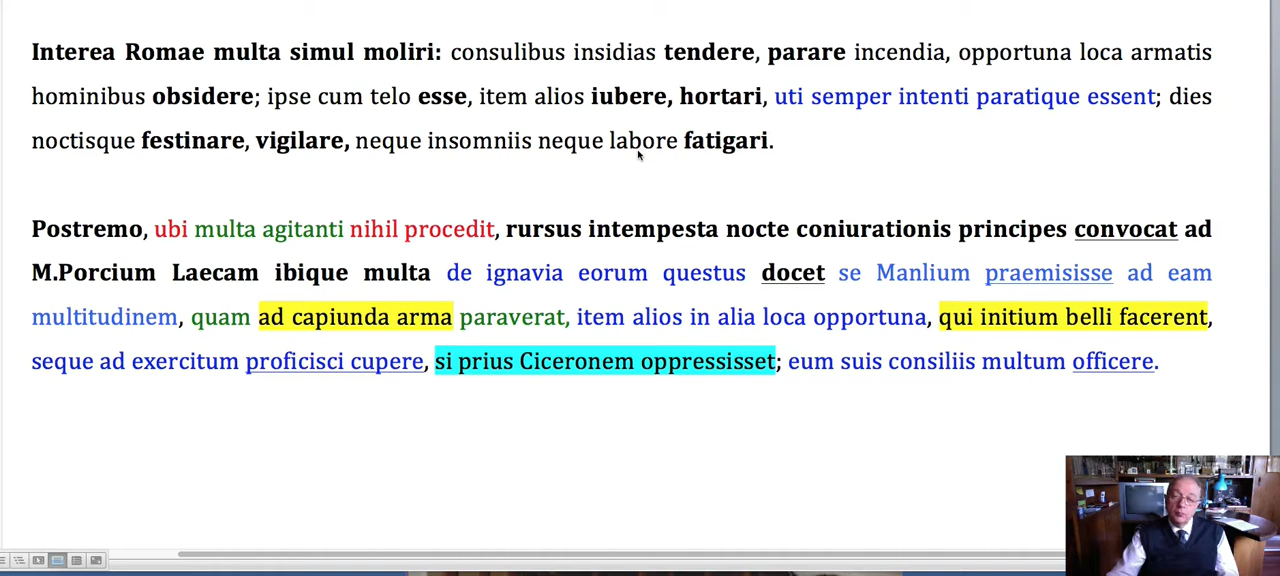 Interea Romae multa simul moliri: consulibus insidias tendere, parare incendia, opportuna loca armatis
hominibus obsidere; ipse cum telo esse, item alios iubere, hortari, uti semper intenti paratique essent; dies
noctisque festinare, vigilare, neque insomniis neque labore fatigari.
Postremo, ubi multa agitanti nihil procedit, rursus intempesta nocte coniurationis principes convocat ad
M.Porcium Laecam ibique multa de ignavia eorum questus docet se Manlium praemisisse ad eam
multitudinem, quam ad capiunda arma paraverat, item alios in alia loca opportuna, qui initium belli facerent,
seque ad exercitum proficisci cupere, si prius Ciceronem oppressisset; eum suis consiliis multum officere.